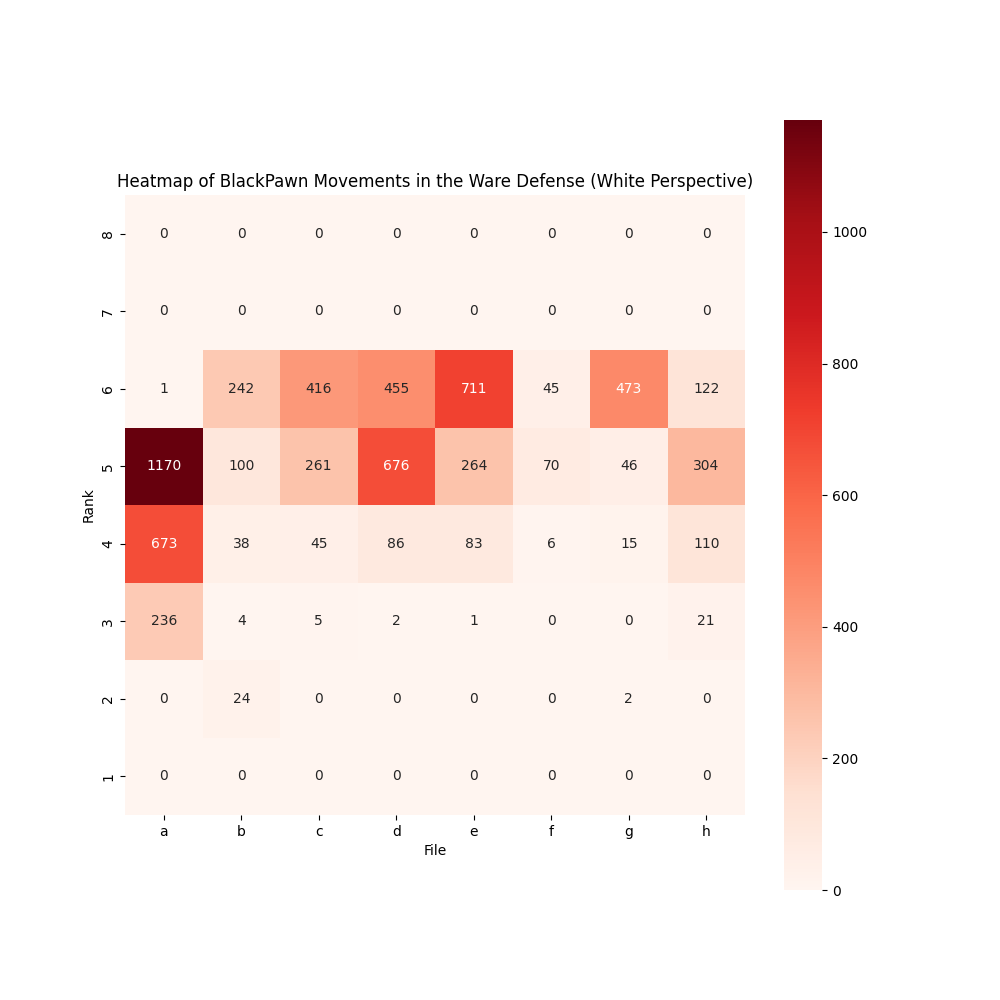 Heatmap of BlackPawn Movements in the Ware Defense (White Perspective)
8 0 0 0 0 0 0 0 0
7 0 0 0 0 0 0 0 0
6 1 242 416 455 711 45 473 122
5 1170 100 261 676 264 70 46 304
Rank
4 673 38 45 86 83 6 15 110
3 236 4 5 2 1 0 0 21
2 0 24 0 0 0 0 2 0
1 0 0 0 0 0 0 0 0
a b c d e f g h
File
1000
800
600
400
200
0